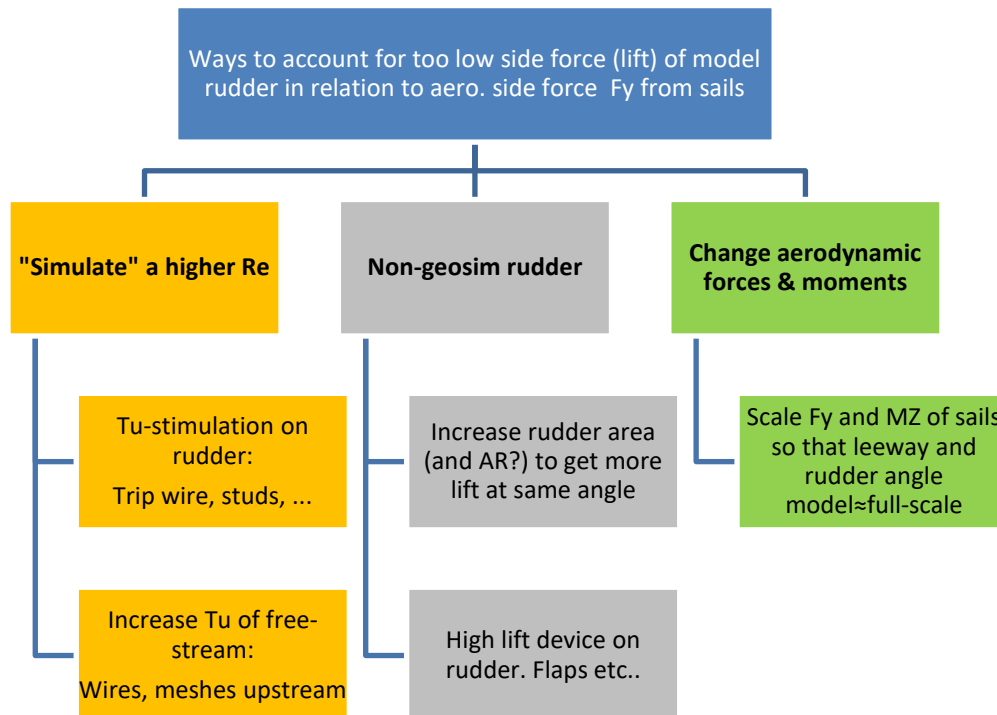 Ways to account for too low side force (lift) of model
rudder in relation to aero. side force Fy from sails
"Simulate" a higher Re
Non-geosim rudder
Change aerodynamic
forces & moments
Tu-stimulation on
rudder:
Trip wire, studs, ...
Increase rudder area
(and AR?) to get more
lift at same angle
Scale Fy and MZ of sails
so that leeway and
rudder angle
model≈full-scale
Increase Tu of free-
stream:
Wires, meshes upstream
High lift device on
rudder. Flaps etc..